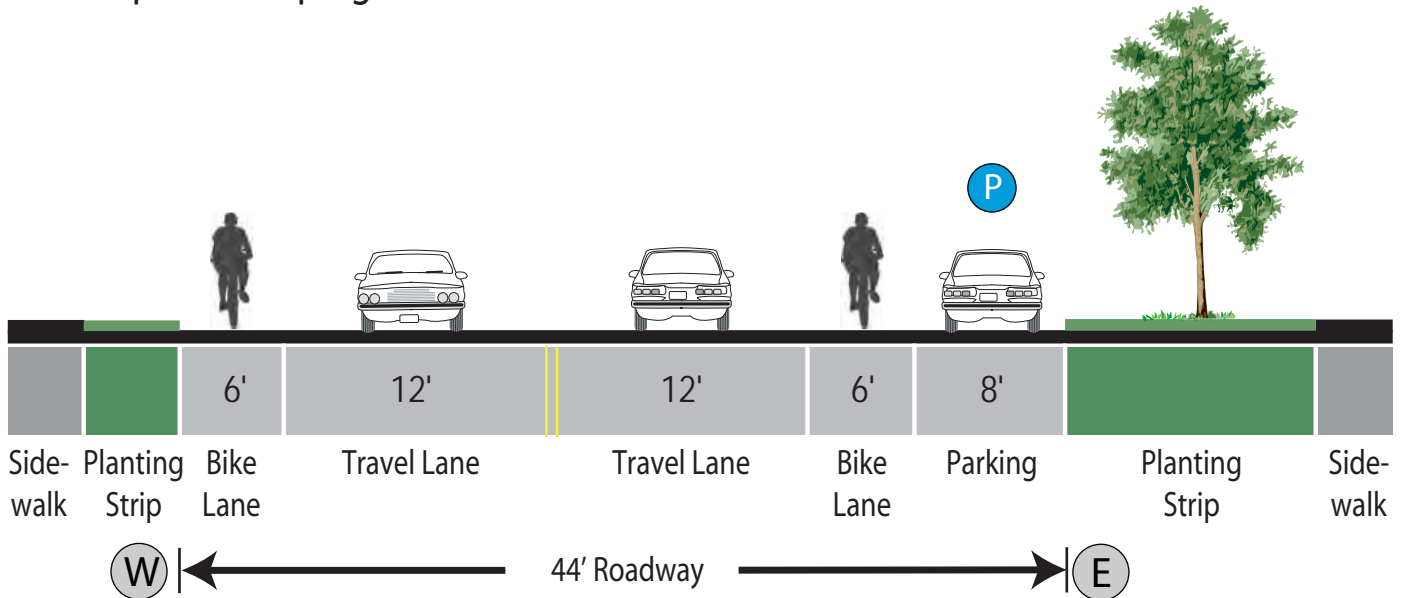 P
6' 12' 12' 6' 8'
Side- Planting Bike Travel Lane Travel Lane Bike Parking Planting Side-
walk Strip Lane Lane Strip walk
W 44' Roadway E